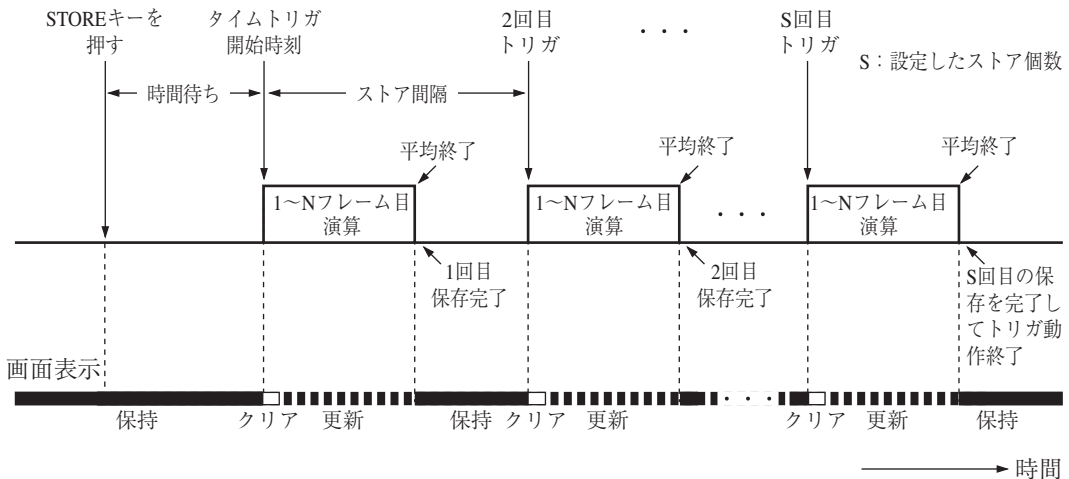 STOREキーを
押す
タイムトリガ
開始時刻
2回目
トリガ
・・・
S回目
トリガ
S：設定したストア個数
時間待ち
ストア間隔
平均終了
平均終了
平均終了
1～Nフレーム目
演算
1～Nフレーム目
演算
・・・
1～Nフレーム目
演算
1回目
保存完了
2回目
保存完了
S回目の保
存を完了し
てトリガ動
作終了
画面表示
保持
クリア
更新
保持
クリア
更新
クリア
更新
保持
時間